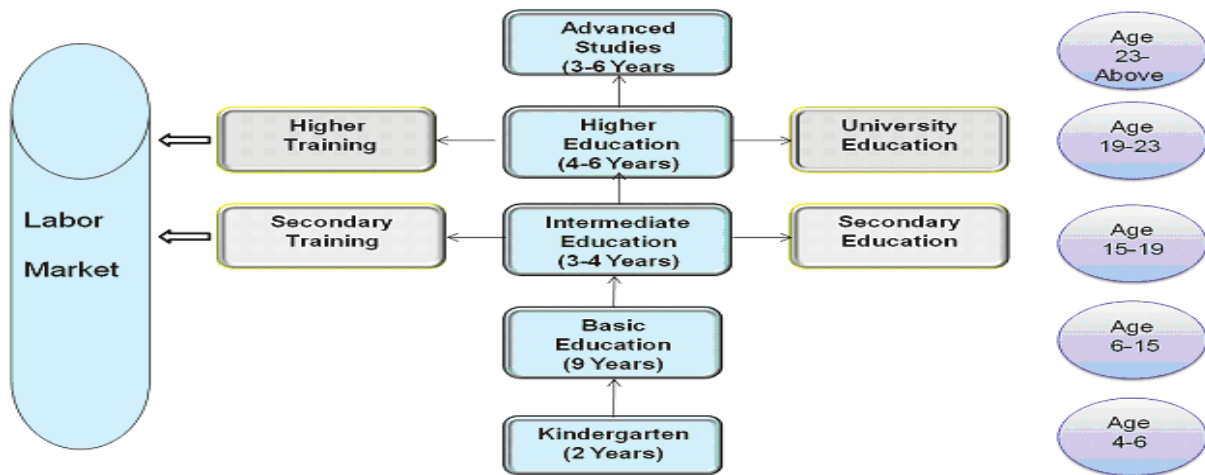 Advanced
Studies
(3-6 Years
Age
23-
Above
Higher
Training
Higher
Education
(4-6 Years)
University
Education
Age
19-23
Labor
Market
Secondary
Training
Intermediate
Education
(3-4 Years)
Secondary
Education
Age
15-19
Basic
Education
(9 Years)
Age
6-15
Kindergarten
(2 Years)
Age
4-6